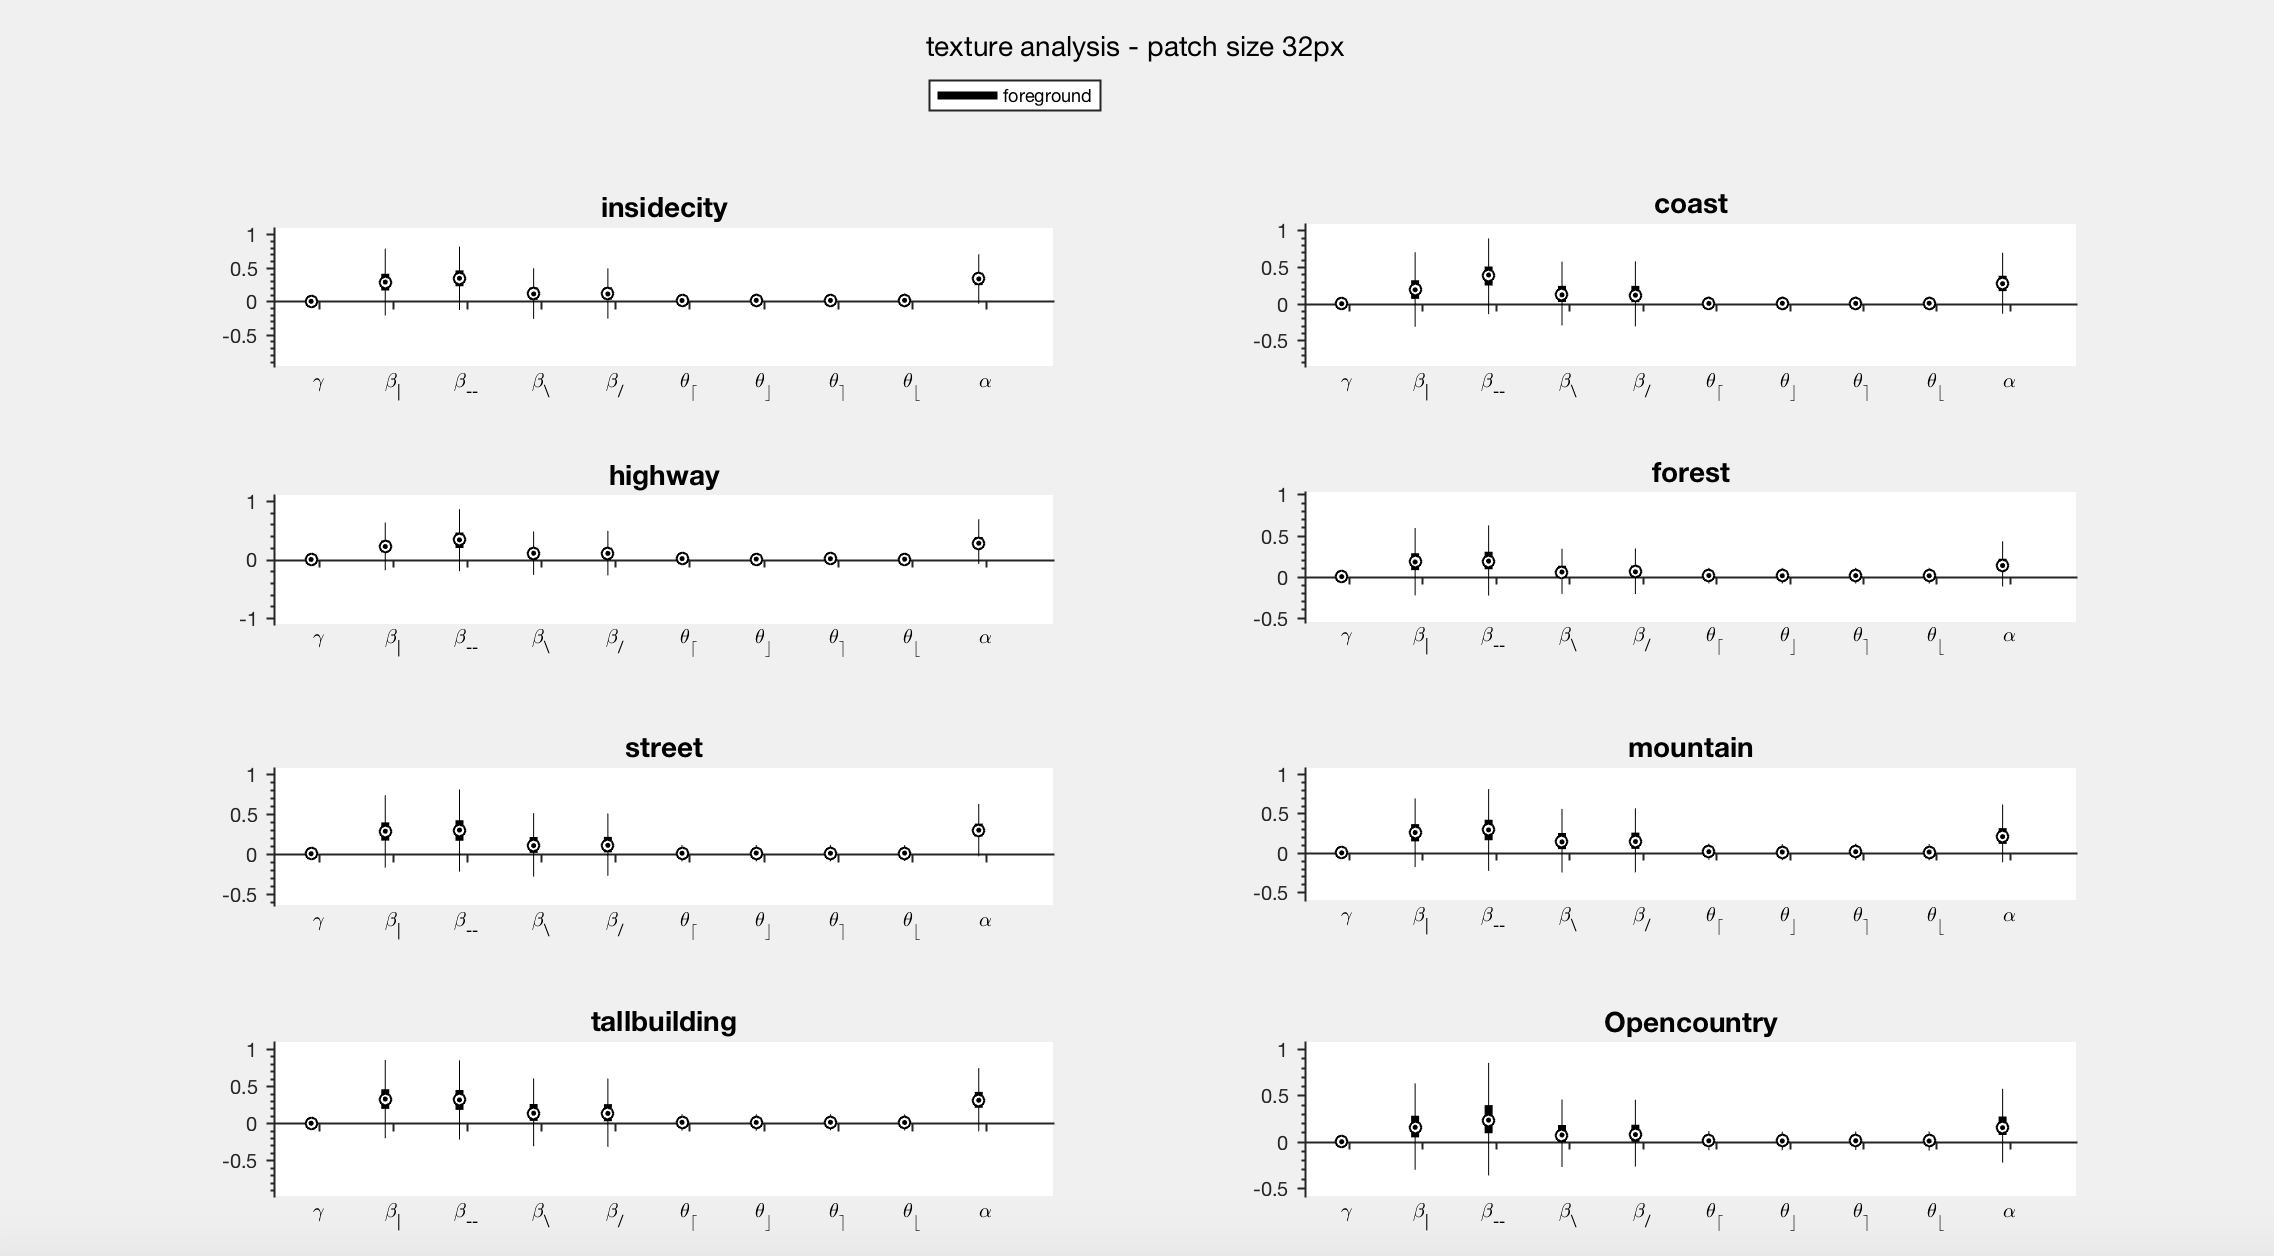 texture analysis - patch size 32px
foreground
insidecity
1
0.5
0
-0.5
γ β| β-- β\ β/ θ⌈ θ⌋ θ⌉ θ⌊ α
coast
1
0.5
0
-0.5
γ β| β-- β\ β/ θ⌈ θ⌋ θ⌉ θ⌊ α
highway
1
0
-1
γ β| β-- β\ β/ θ⌈ θ⌋ θ⌉ θ⌊ α
forest
1
0.5
0
-0.5
γ β| β-- β\ β/ θ⌈ θ⌋ θ⌉ θ⌊ α
street
1
0.5
0
-0.5
γ β| β-- β\ β/ θ⌈ θ⌋ θ⌉ θ⌊ α
mountain
1
0.5
0
-0.5
γ β| β-- β\ β/ θ⌈ θ⌋ θ⌉ θ⌊ α
tallbuilding
1
0.5
0
-0.5
γ β| β-- β\ β/ θ⌈ θ⌋ θ⌉ θ⌊ α
Opencountry
1
0.5
0
-0.5
γ β| β-- β\ β/ θ⌈ θ⌋ θ⌉ θ⌊ α